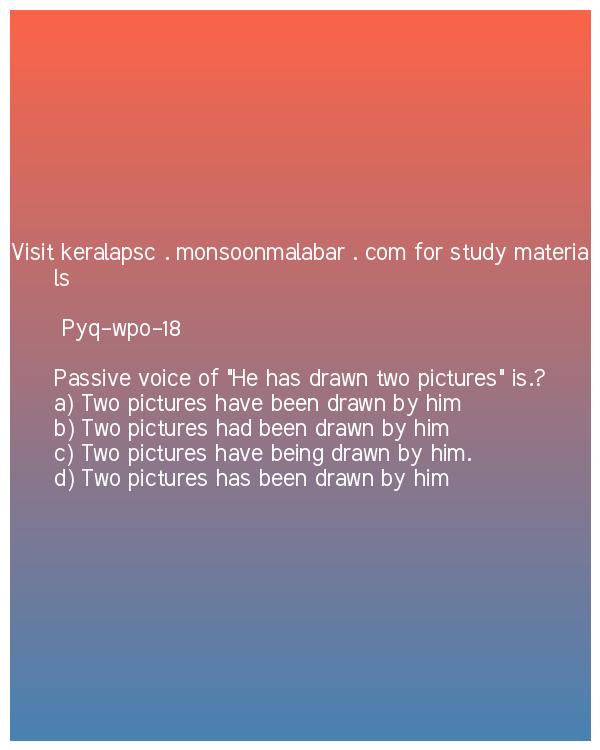 Visit keralapsc . monsoonmalabar . com for study materia
ls
Pyq-wpo-18
Passive voice of "He has drawn two pictures" is.?
a) Two pictures have been drawn by him
b) Two pictures had been drawn by him
c) Two pictures have being drawn by him.
d) Two pictures has been drawn by him